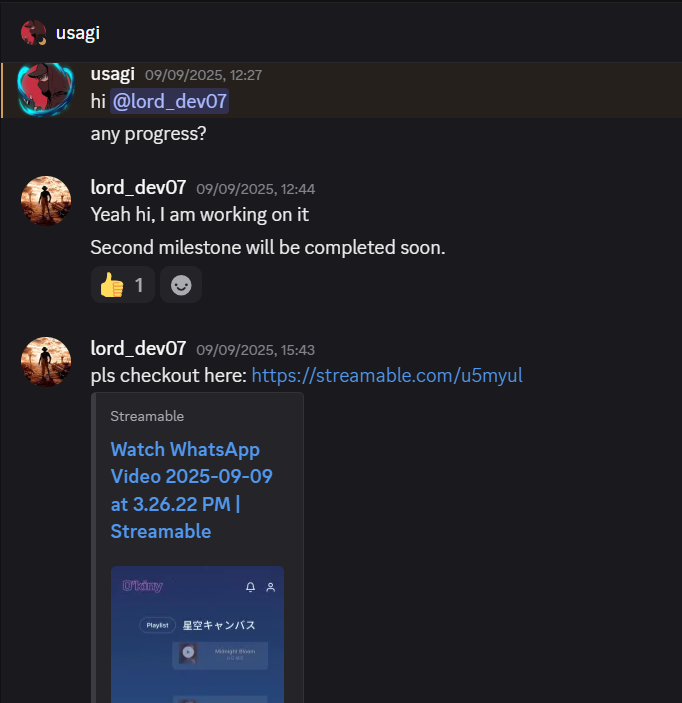 usagi
usagi 09/09/2025, 12:27
hi @lord_dev07
any progress?
lord_dev07 09/09/2025, 12:44
Yeah hi, I am working on it
Second milestone will be completed soon.
👍 1
lord_dev07 09/09/2025, 15:43
pls checkout here: https://streamable.com/u5myul
Streamable
Watch WhatsApp
Video 2025-09-09
at 3.26.22 PM |
Streamable
D'kiny
Playlist 星空キャンバス
Midnight Bloom